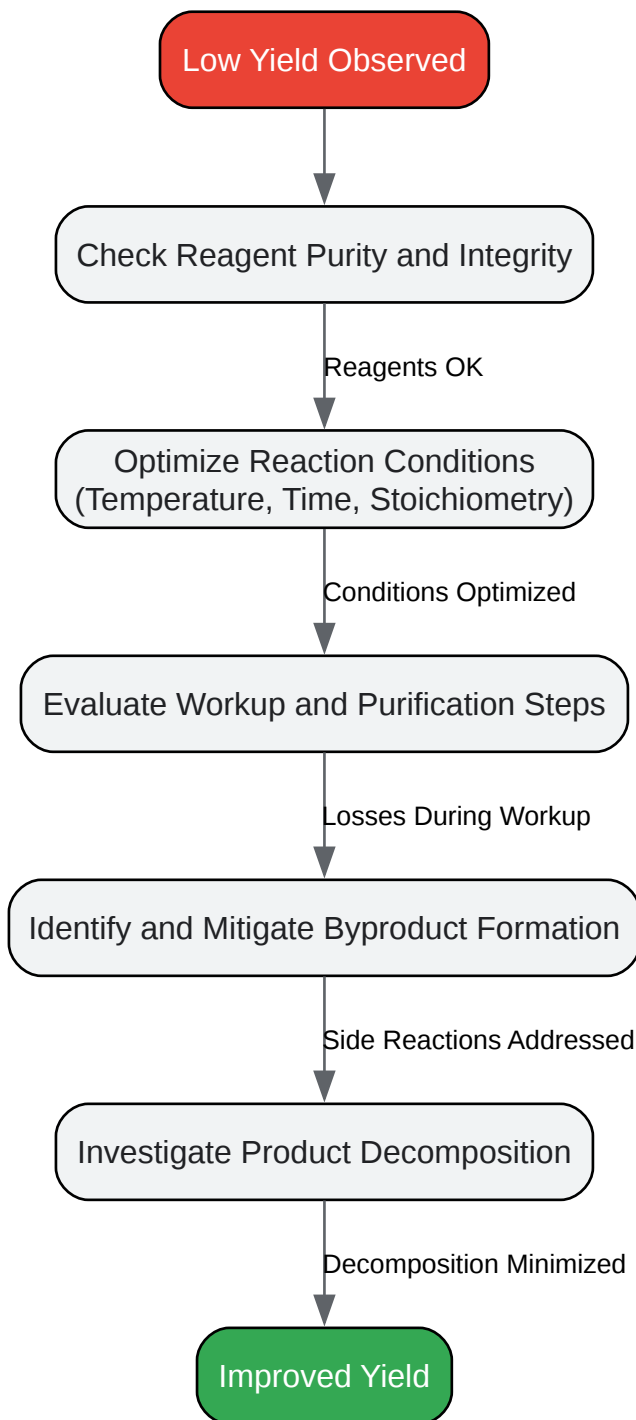 Low Yield Observed
Check Reagent Purity and Integrity
Reagents OK
Optimize Reaction Conditions
(Temperature, Time, Stoichiometry)
Conditions Optimized
Evaluate Workup and Purification Steps
Losses During Workup
Identify and Mitigate Byproduct Formation
Side Reactions Addressed
Investigate Product Decomposition
Decomposition Minimized
Improved Yield